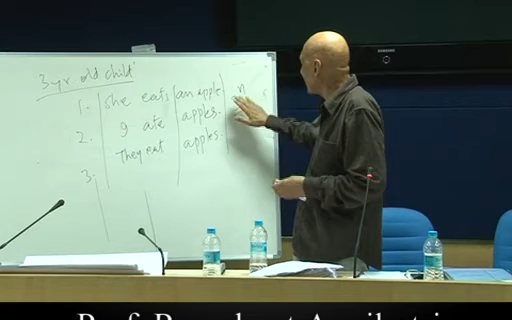 3 yr old child
1. She eats an apple n
2. I ate apples.
They eat apples.
3.